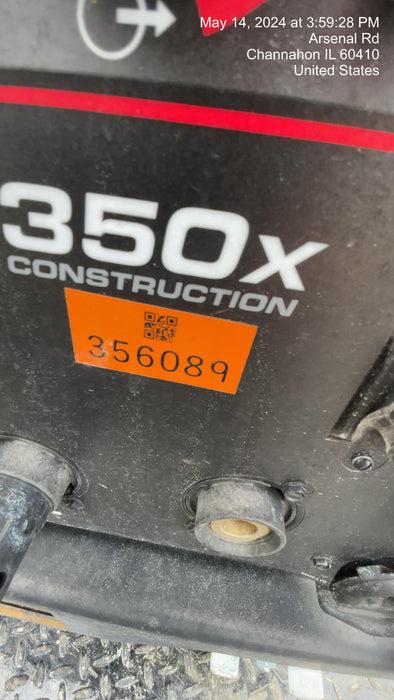 May 14, 2024 at 3:59:28 PM
Arsenal Rd
Channahon IL 60410
United States
350x
CONSTRUCTION
356089